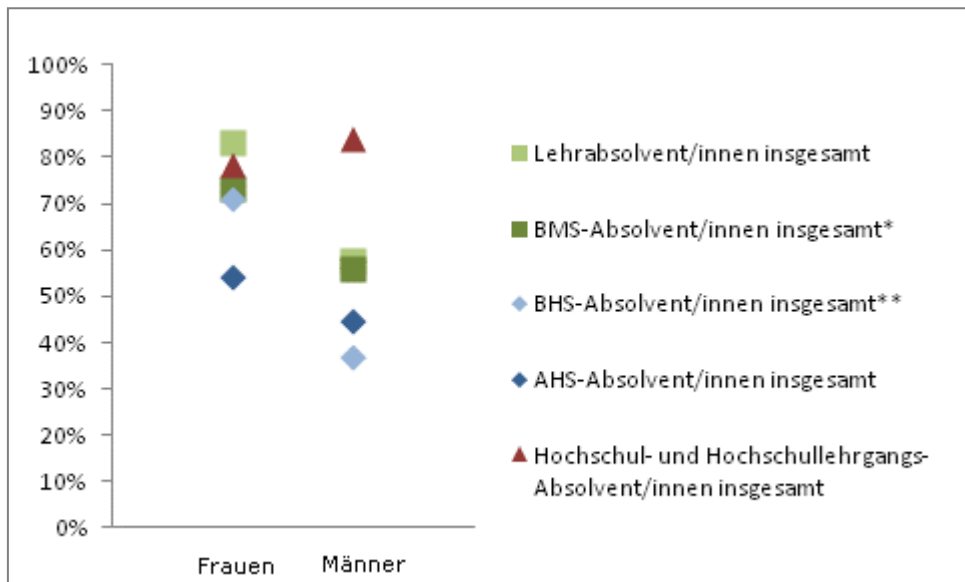 100%
90%
80%
70%
60%
50%
40%
30%
20%
10%
0%
Frauen Männer
Lehrabsolvent/innen insgesamt
BMS-Absolvent/innen insgesamt*
BHS-Absolvent/innen insgesamt**
AHS-Absolvent/innen insgesamt
Hochschul- und Hochschullehrgangs-
Absolvent/innen insgesamt